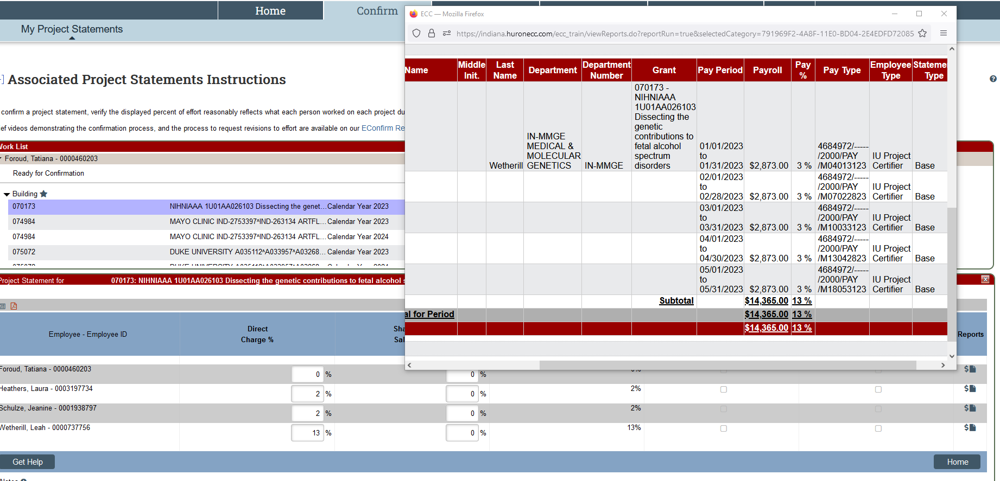 Home
Confirm
My Project Statements
Associated Project Statements Instructions
confirm a project statement, verify the displayed percent of effort reasonably reflects what each person worked on each project du
ef videos demonstrating the confirmation process, and the process to request revisions to effort are available on our EConfirm Re
Work List
Foroud, Tatiana - 0000460203
Ready for Confirmation
Building
070173 NIHNIAAA 1U01AA026103 Dissecting the genet... Calendar Year 2023
074984 MAYO CLINIC IND-2753397^IND-263134 ARTFL... Calendar Year 2023
074984 MAYO CLINIC IND-2753397^IND-263134 ARTFL... Calendar Year 2024
075072 DUKE UNIVERSITY A035112^A033957^A03268... Calendar Year 2023
Project Statement for 070173: NIHNIAAA 1U01AA026103 Dissecting the genetic contributions to fetal alcohol s
Employee - Employee ID
Direct
Charge %
Sha
Sal
Reports
Foroud, Tatiana - 0000460203 0 % 0 % 0%
Heathers, Laura - 0003197734 2 % 0 % 2%
Schulze, Jeanine - 0001938797 2 % 0 % 2%
Wetherill, Leah - 0000737756 13 % 0 % 13%
Get Help
Home
ECC — Mozilla Firefox
https://indiana.huronecc.com/ecc_train/viewReports.do?reportRun=true&selectedCategory=791969F2-4A8F-11E0-BD04-2E4EDFD72085
Name
Middle
Init.
Last
Name
Department
Department
Number
Grant
Pay Period
Payroll
Pay
%
Pay Type
Employee
Type
Stateme
Type
Wetherill
IN-MMGE
MEDICAL &
MOLECULAR
GENETICS
IN-MMGE
070173 -
NIHNIAAA
1U01AA026103
Dissecting the
genetic
contributions to
fetal alcohol
spectrum
disorders
01/01/2023
to
01/31/2023
$2,873.00
3 %
4684972/-----
/2000/PAY
/M04013123
IU Project
Certifier
Base
02/01/2023
to
02/28/2023
$2,873.00
3 %
4684972/-----
/2000/PAY
/M07022823
IU Project
Certifier
Base
03/01/2023
to
03/31/2023
$2,873.00
3 %
4684972/-----
/2000/PAY
/M10033123
IU Project
Certifier
Base
04/01/2023
to
04/30/2023
$2,873.00
3 %
4684972/-----
/2000/PAY
/M13042823
IU Project
Certifier
Base
05/01/2023
to
05/31/2023
$2,873.00
3 %
4684972/-----
/2000/PAY
/M18053123
IU Project
Certifier
Base
Subtotal $14,365.00 13 %
al for Period $14,365.00 13 %
$14,365.00 13 %